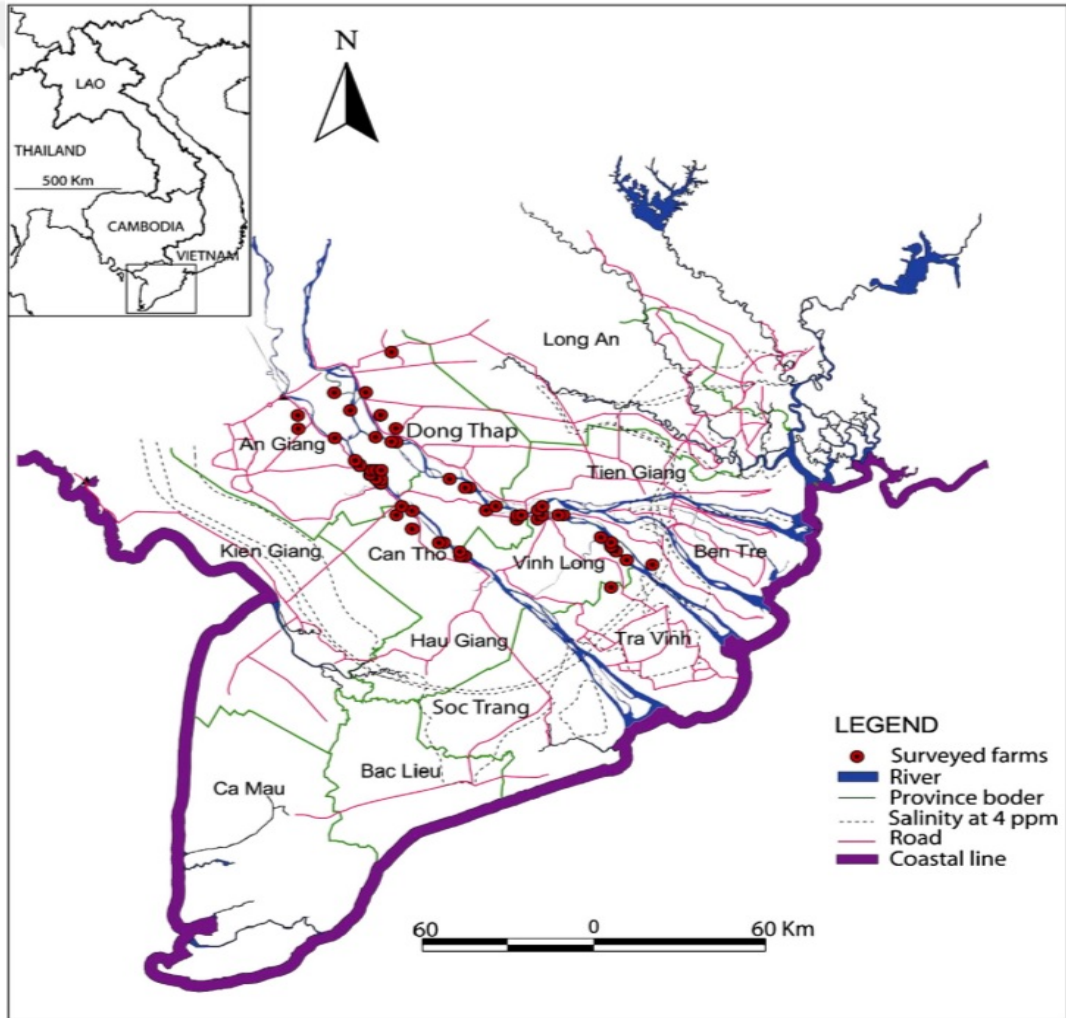 LAO
THAILAND
500 Km
CAMBODIA
VIETNAM
N
Long An
An Giang
Dong Thap
Tien Giang
Kien Giang
Can Tho
Vinh Long
Ben Tre
Hau Giang
Tra Vinh
Soc Trang
Bac Lieu
Ca Mau
LEGEND
Surveyed farms
River
Province boder
Salinity at 4 ppm
Road
Coastal line
60 0 60 Km